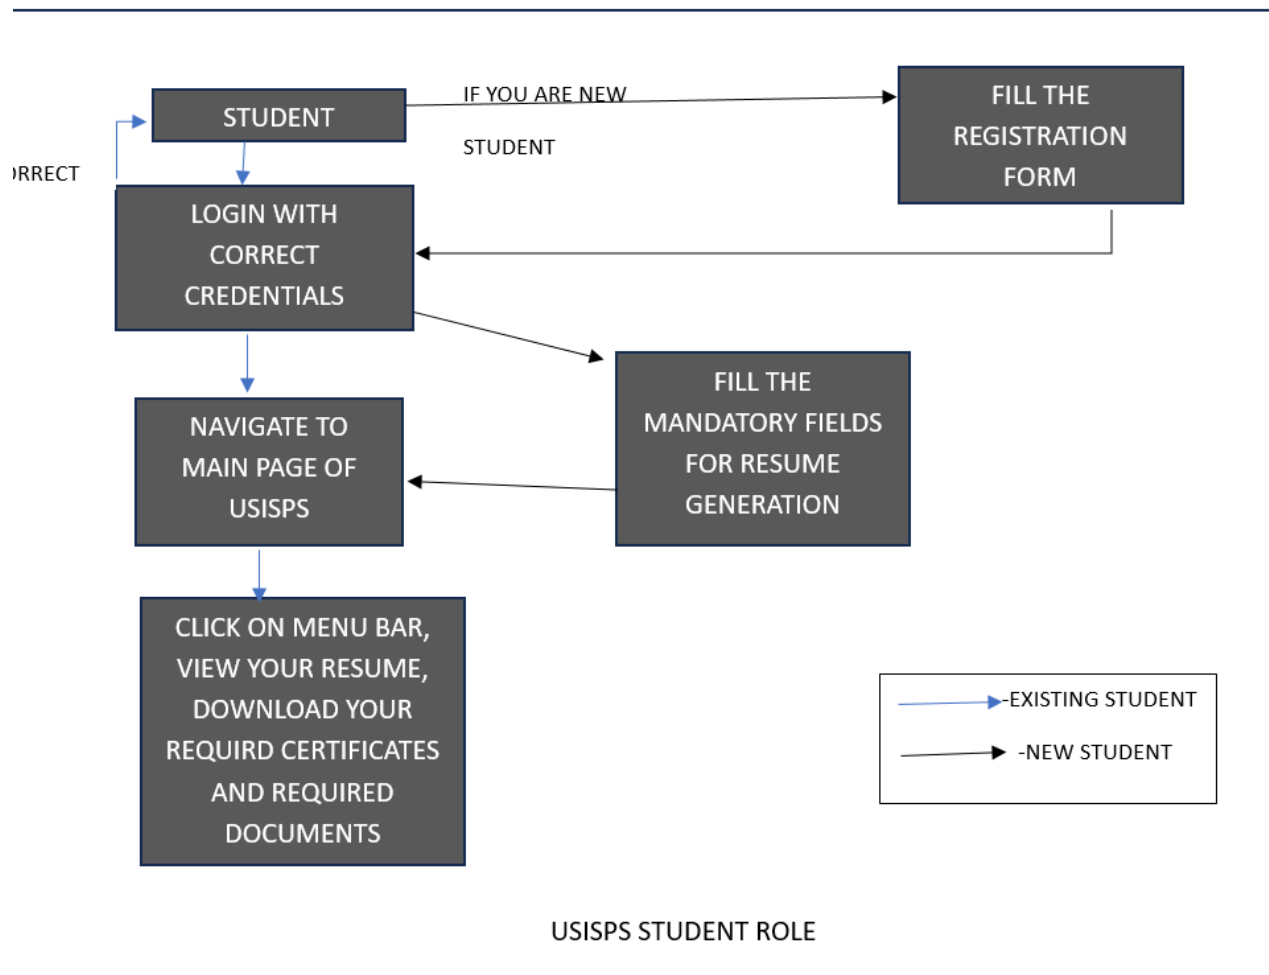 IF YOU ARE NEW
STUDENT
STUDENT
FILL THE
REGISTRATION
FORM
LOGIN WITH
CORRECT
CREDENTIALS
FILL THE
MANDATORY FIELDS
FOR RESUME
GENERATION
NAVIGATE TO
MAIN PAGE OF
USISPS
CLICK ON MENU BAR,
VIEW YOUR RESUME,
DOWNLOAD YOUR
REQUIRD CERTIFICATES
AND REQUIRED
DOCUMENTS
-EXISTING STUDENT
-NEW STUDENT
USISPS STUDENT ROLE